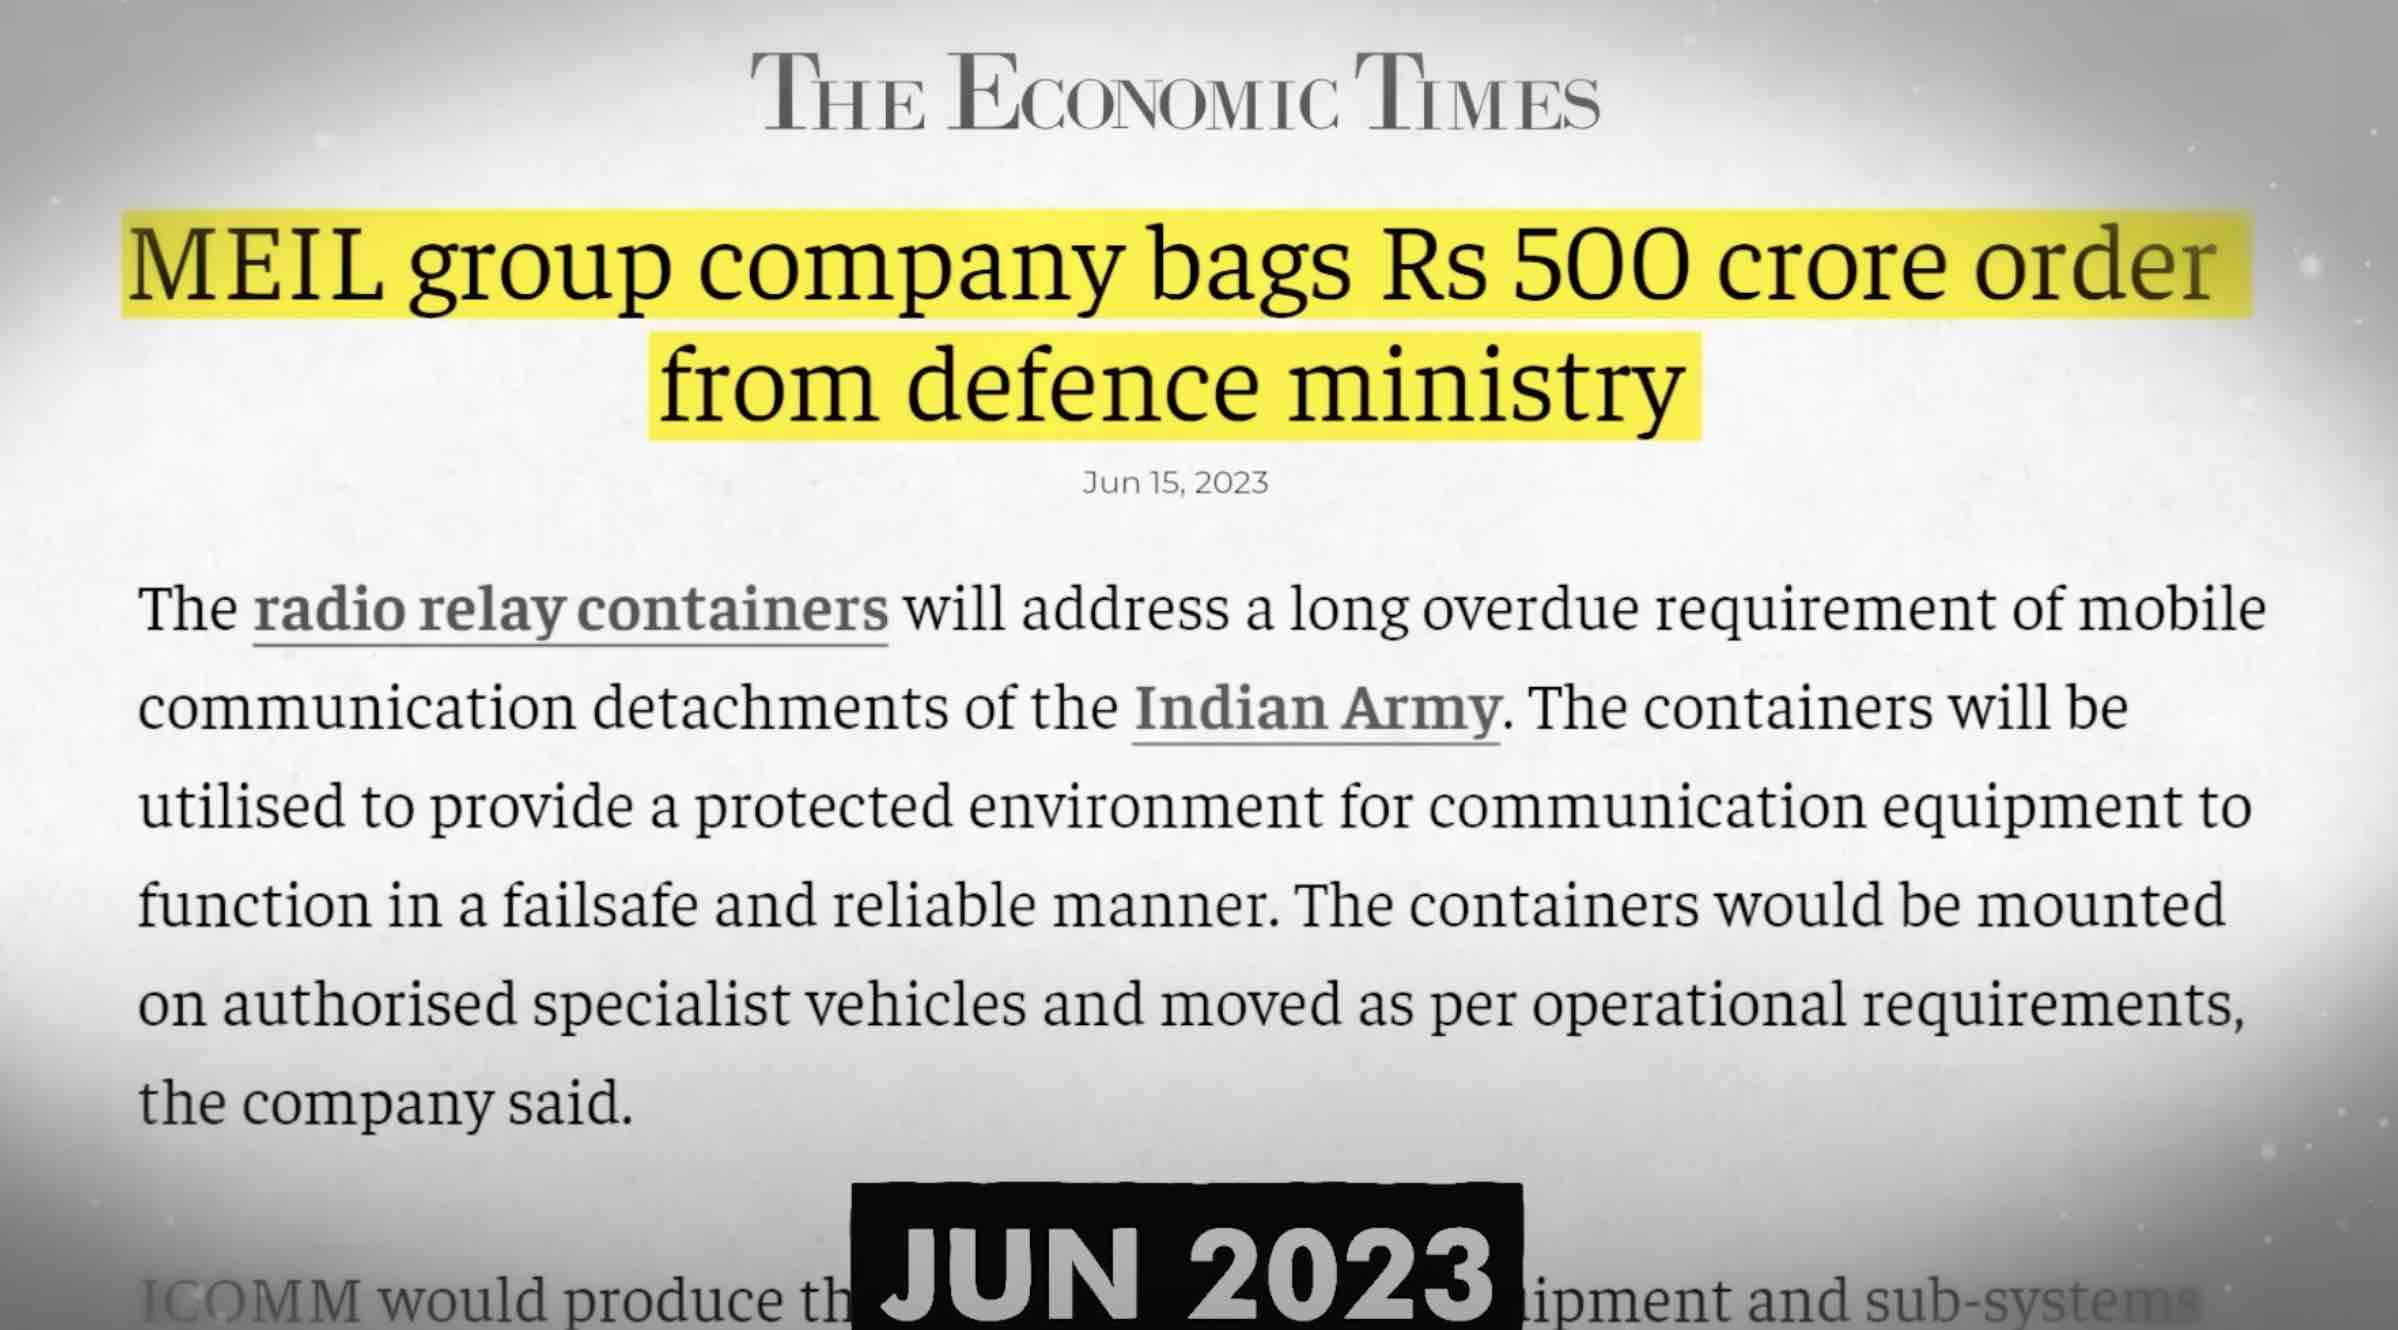 THE ECONOMIC TIMES
MEIL group company bags Rs 500 crore order
from defence ministry
Jun 15, 2023
The radio relay containers will address a long overdue requirement of mobile
communication detachments of the Indian Army. The containers will be
utilised to provide a protected environment for communication equipment to
function in a failsafe and reliable manner. The containers would be mounted
on authorised specialist vehicles and moved as per operational requirements,
the company said.
ICOMM would produce th ipment and sub-systems
JUN 2023